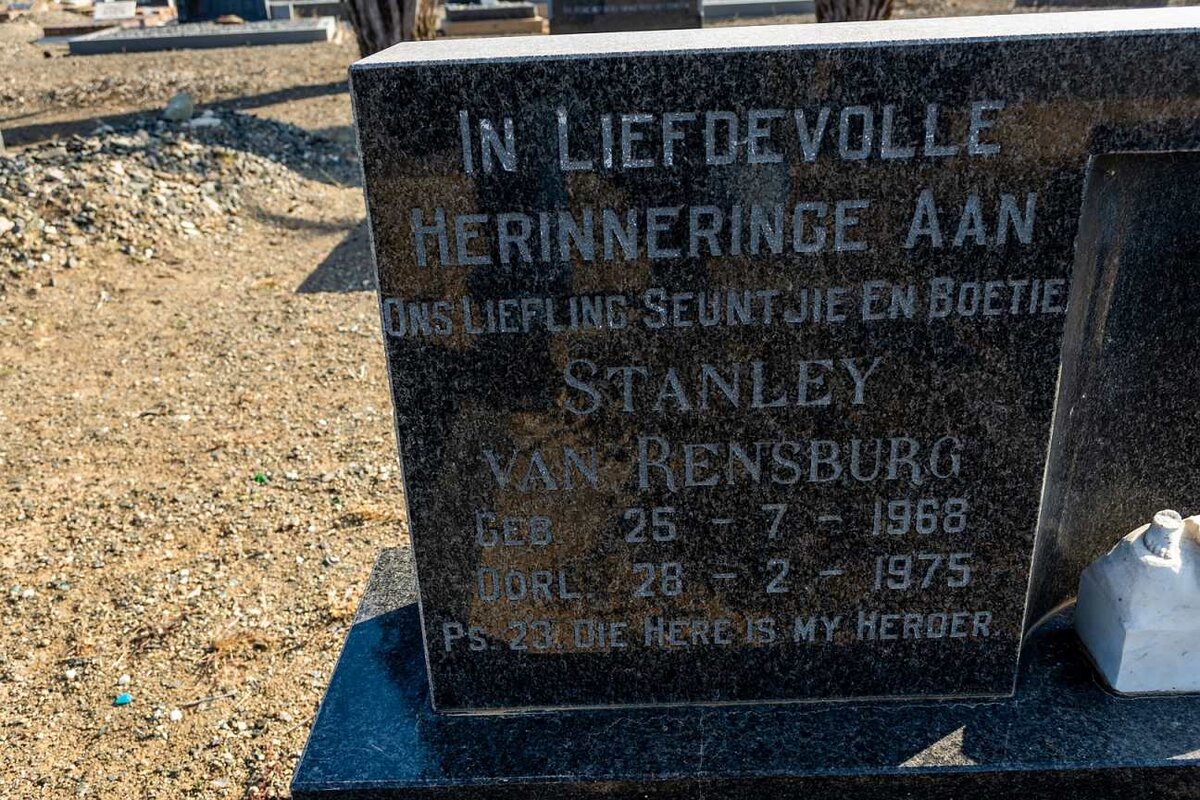 In Liefdevolle
Herinneringe Aan
Ons Liefling Seuntjie En Boetie
Stanley
van Rensburg
Geb. 25 - 7 - 1968
Oorl. 28 - 2 - 1975
Ps. 23: Die Here is my Herder